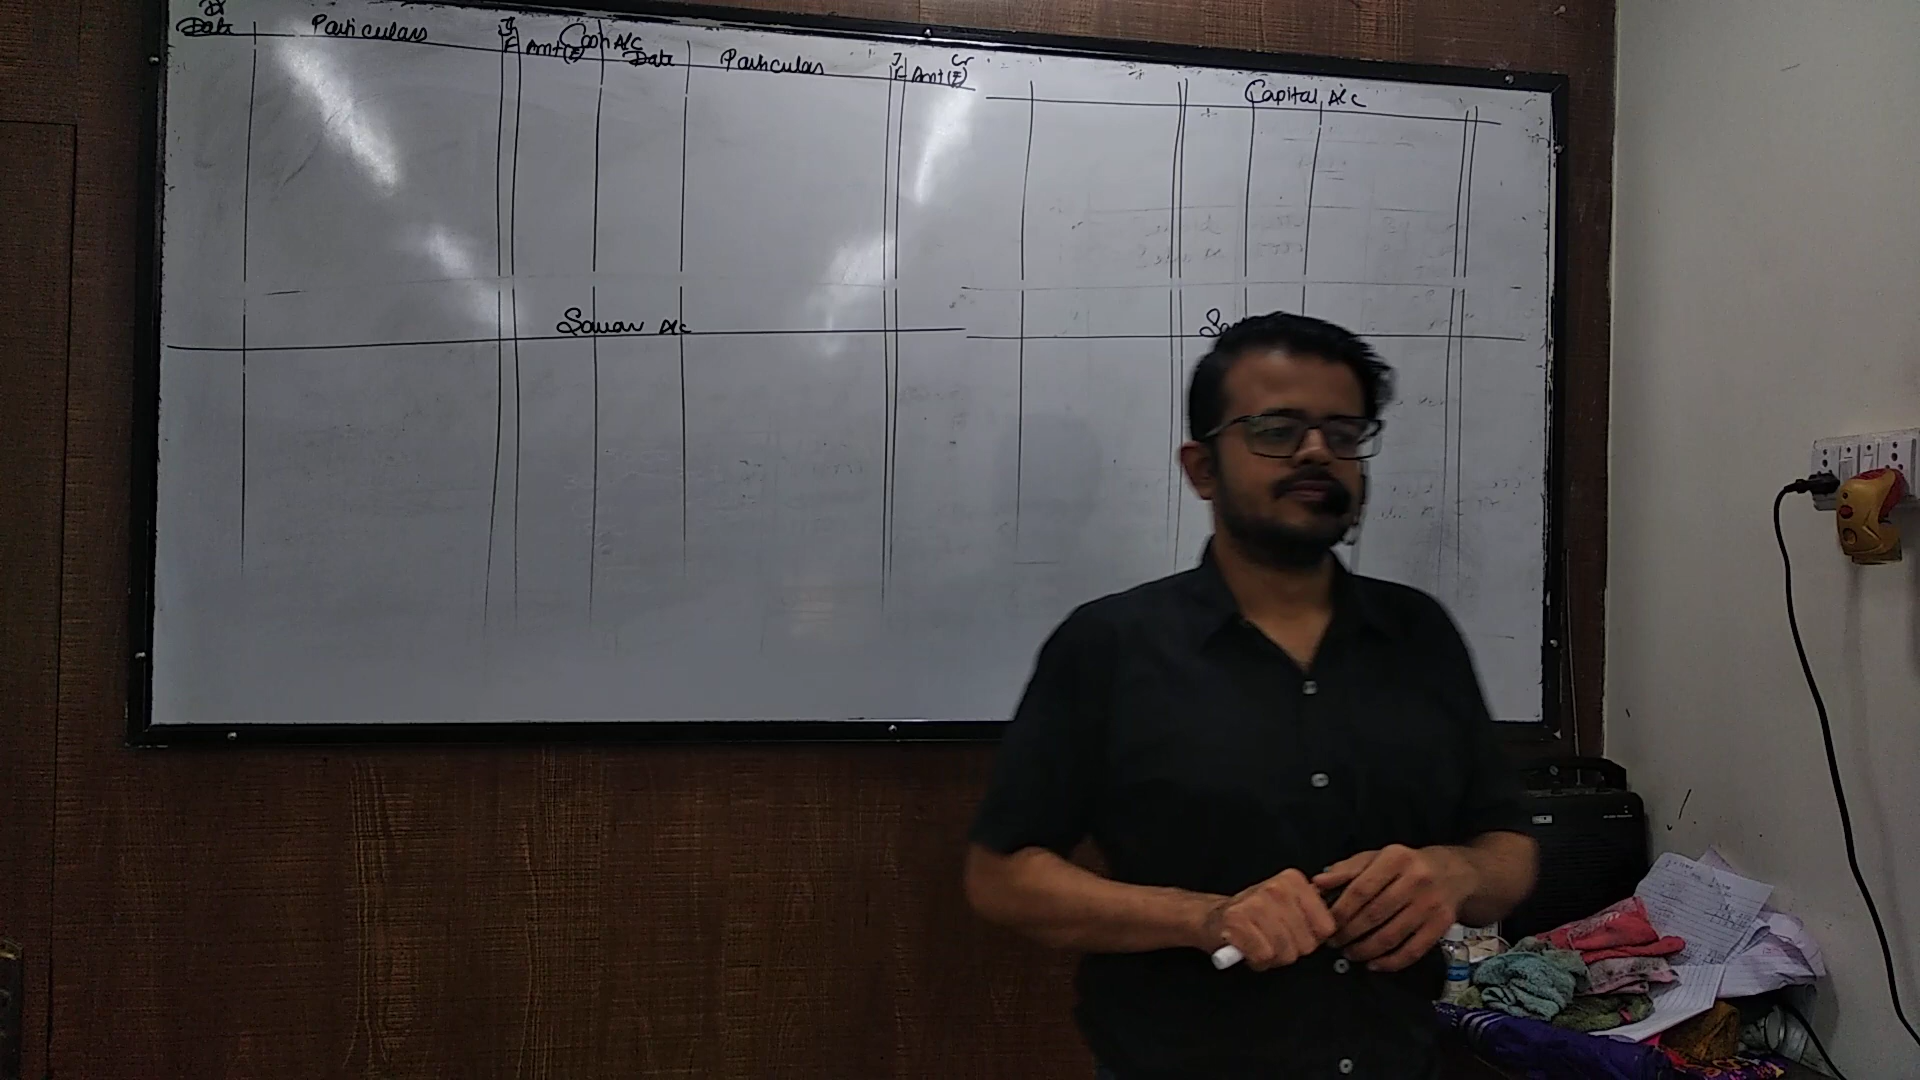 Dr Cr
Date Particulars J F Amt (₹) Cash A/c Date Particulars J F Amt (₹)
Capital A/c
Sawan A/c